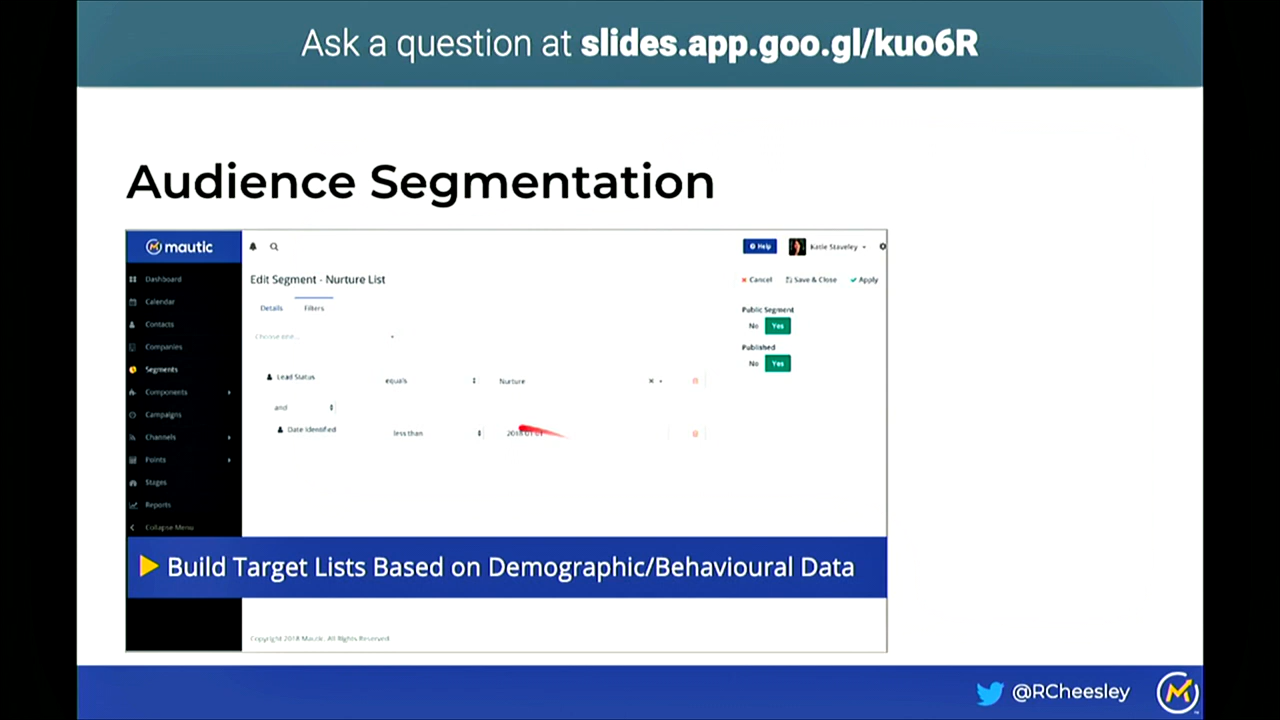 Ask a question at slides.app.goo.gl/kuo6R
Audience Segmentation
mautic
Help
Katie Staveley
Dashboard
Calendar
Contacts
Companies
Segments
Components
Campaigns
Channels
Points
Stages
Reports
Collapse Menu
Edit Segment - Nurture List
Cancel
Save & Close
Apply
Details
Filters
Choose one...
Public Segment
No Yes
Published
No Yes
Lead Status equals Nurture
and
Date Identified less than
Build Target Lists Based on Demographic/Behavioural Data
Copyright 2018 Mautic. All Rights Reserved.
@RCheesley